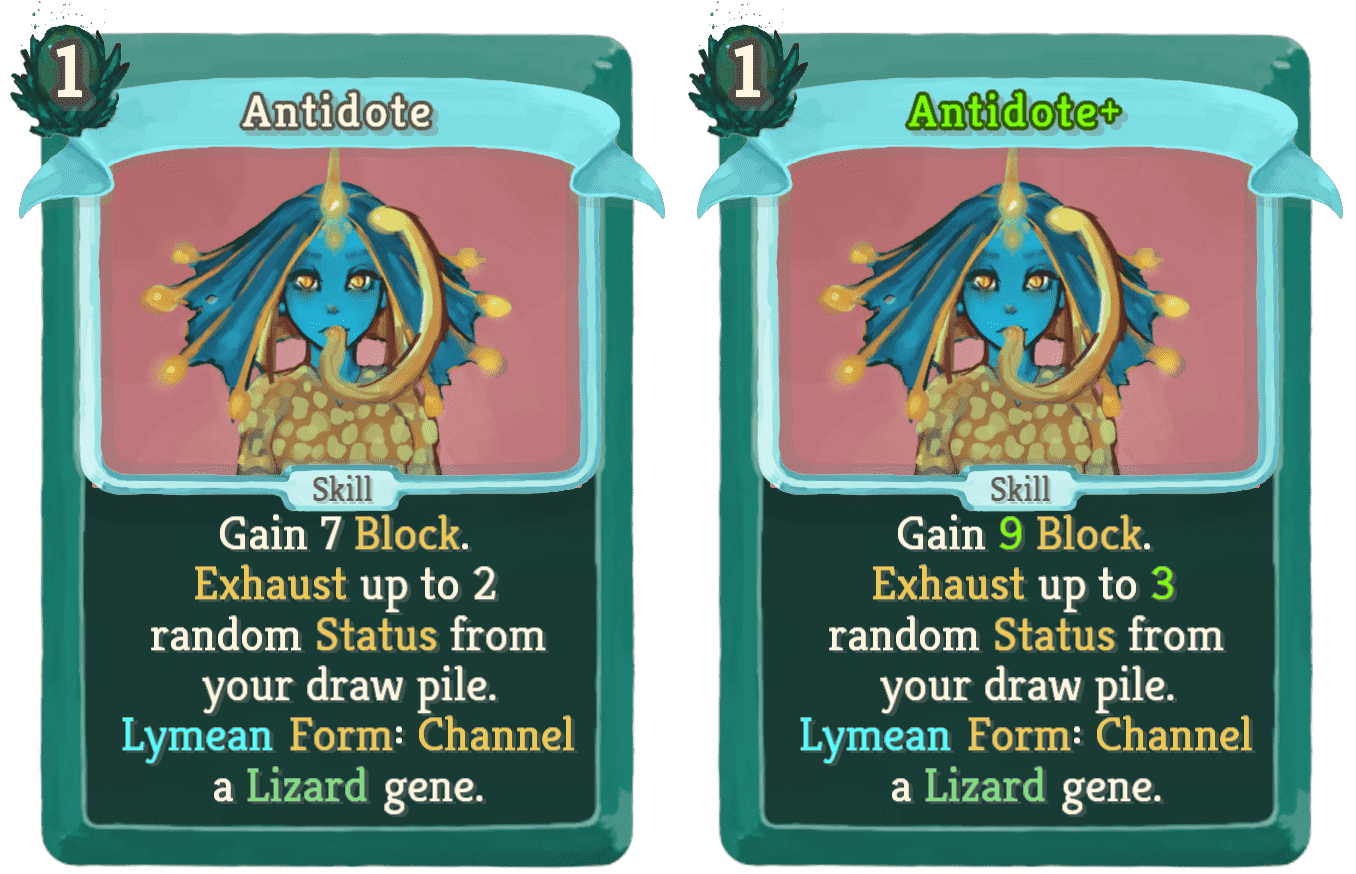 1
Antidote
Skill
Gain 7 Block.
Exhaust up to 2
random Status from
your draw pile.
Lymean Form: Channel
a Lizard gene.
1
Antidote+
Skill
Gain 9 Block.
Exhaust up to 3
random Status from
your draw pile.
Lymean Form: Channel
a Lizard gene.